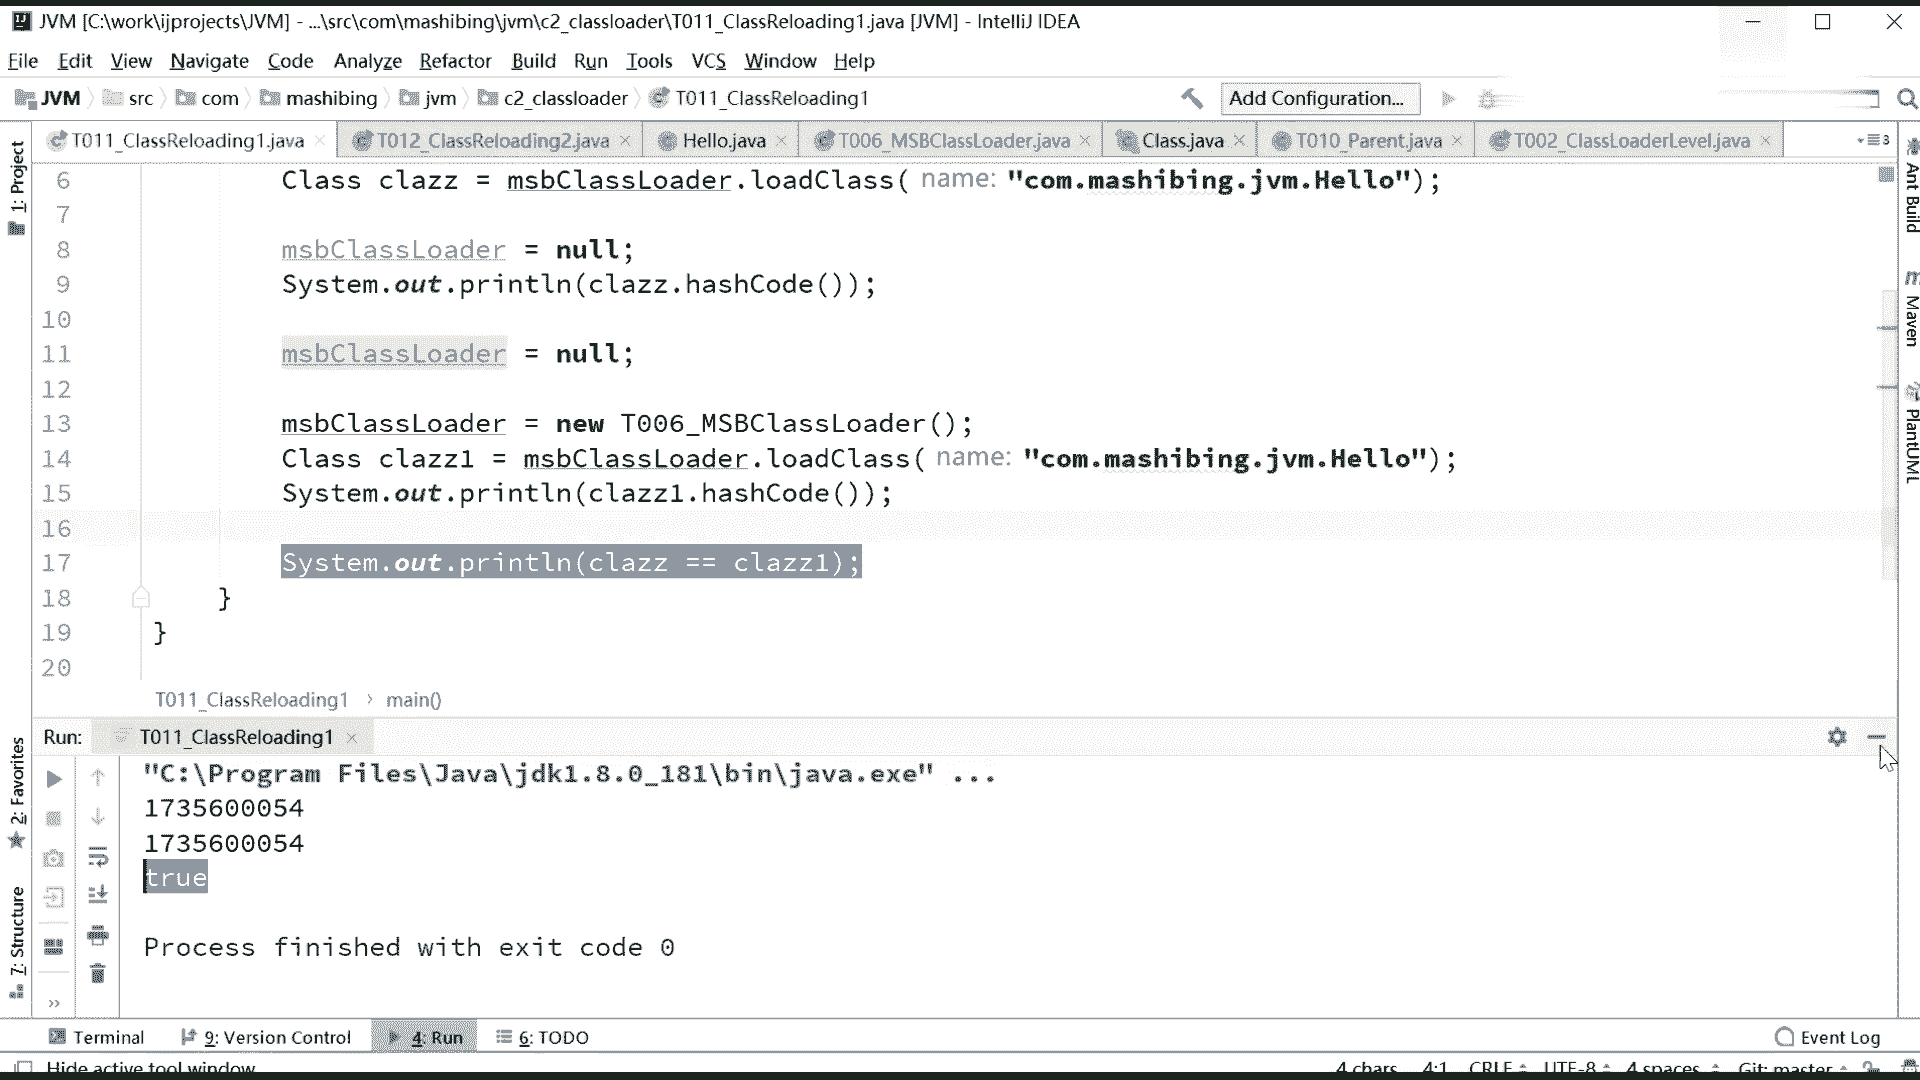 JVM [C:\work\ijprojects\JVM] - ...\src\com\mashibing\jvm\c2_classloader\T011_ClassReloading1.java [JVM] - IntelliJ IDEA
File Edit View Navigate Code Analyze Refactor Build Run Tools VCS Window Help
JVM src com mashibing jvm c2_classloader T011_ClassReloading1 Add Configuration...
T011_ClassReloading1.java T012_ClassReloading2.java Hello.java T006_MSBClassLoader.java Class.java T010_Parent.java T002_ClassLoaderLevel.java 3
1: Project
2: Favorites
7: Structure
Ant Build
Maven
PlantUML
6 Class clazz = msbClassLoader.loadClass( name: "com.mashibing.jvm.Hello");
7
8 msbClassLoader = null;
9 System.out.println(clazz.hashCode());
10
11 msbClassLoader = null;
12
13 msbClassLoader = new T006_MSBClassLoader();
14 Class clazz1 = msbClassLoader.loadClass( name: "com.mashibing.jvm.Hello");
15 System.out.println(clazz1.hashCode());
16
17 System.out.println(clazz == clazz1);
18 }
19 }
20
T011_ClassReloading1 › main()
Run: T011_ClassReloading1
"C:\Program Files\Java\jdk1.8.0_181\bin\java.exe" ...
1735600054
1735600054
true
Process finished with exit code 0
Terminal 9: Version Control 4: Run 6: TODO Event Log
Hide active tool window 4 chars 4:1 CRLF UTF-8 4 spaces Git: master